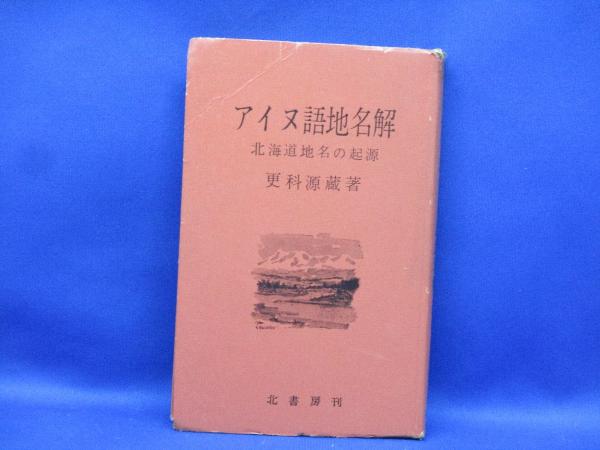 アイヌ語地名解
北海道地名の起源
更科源蔵著
北書房刊